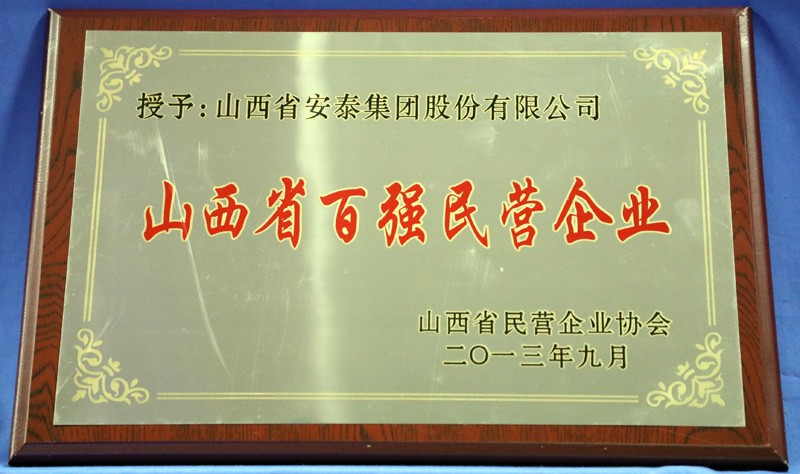 授予：山西省安泰集团股份有限公司
山西省百强民营企业
山西省民营企业协会
二〇一三年九月